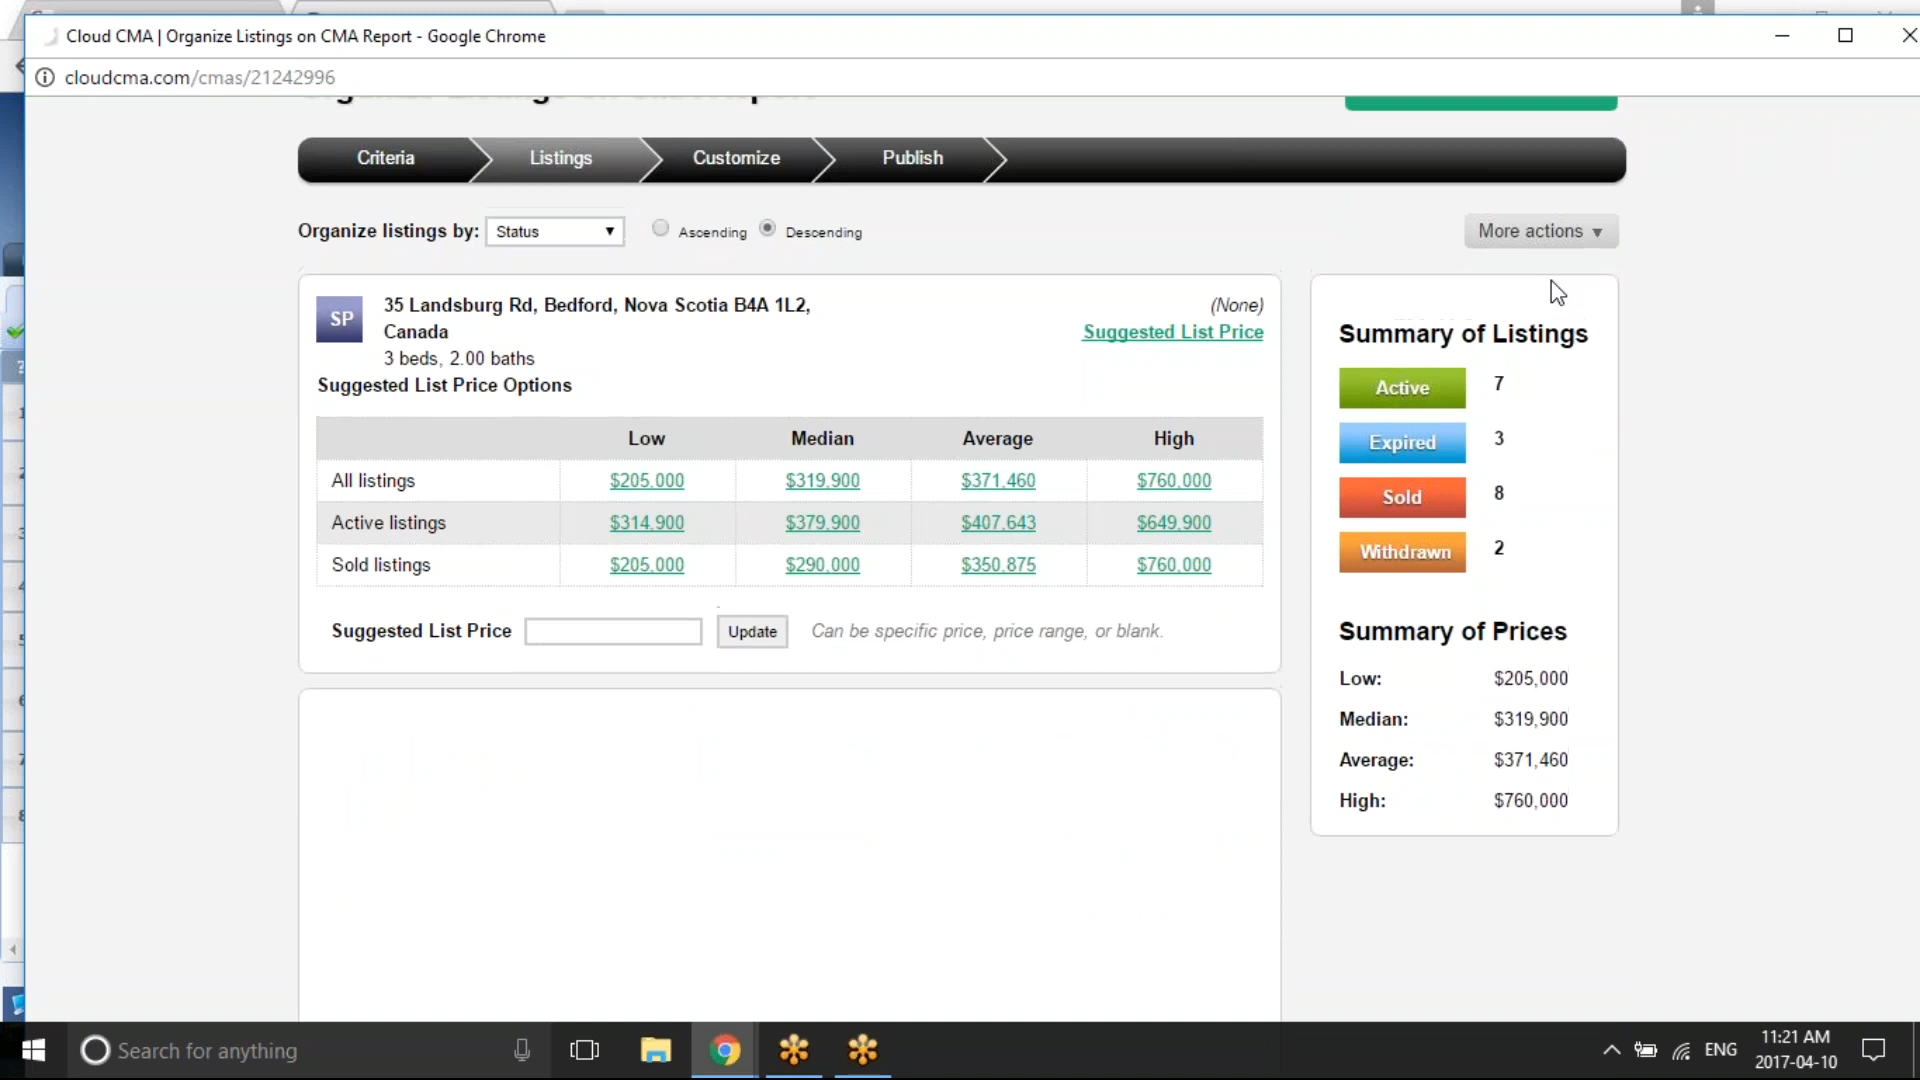 Cloud CMA | Organize Listings on CMA Report - Google Chrome
cloudcma.com/cmas/21242996
Criteria
Listings
Customize
Publish
Organize listings by:
Status
Ascending
Descending
More actions ▼
SP
35 Landsburg Rd, Bedford, Nova Scotia B4A 1L2,
Canada
3 beds, 2.00 baths
(None)
Suggested List Price
Suggested List Price Options
Low Median Average High
All listings $205,000 $319,900 $371,460 $760,000
Active listings $314,900 $379,900 $407,643 $649,900
Sold listings $205,000 $290,000 $350,875 $760,000
Suggested List Price
Update
Can be specific price, price range, or blank.
Summary of Listings
Active 7
Expired 3
Sold 8
Withdrawn 2
Summary of Prices
Low: $205,000
Median: $319,900
Average: $371,460
High: $760,000
Search for anything
ENG
11:21 AM
2017-04-10